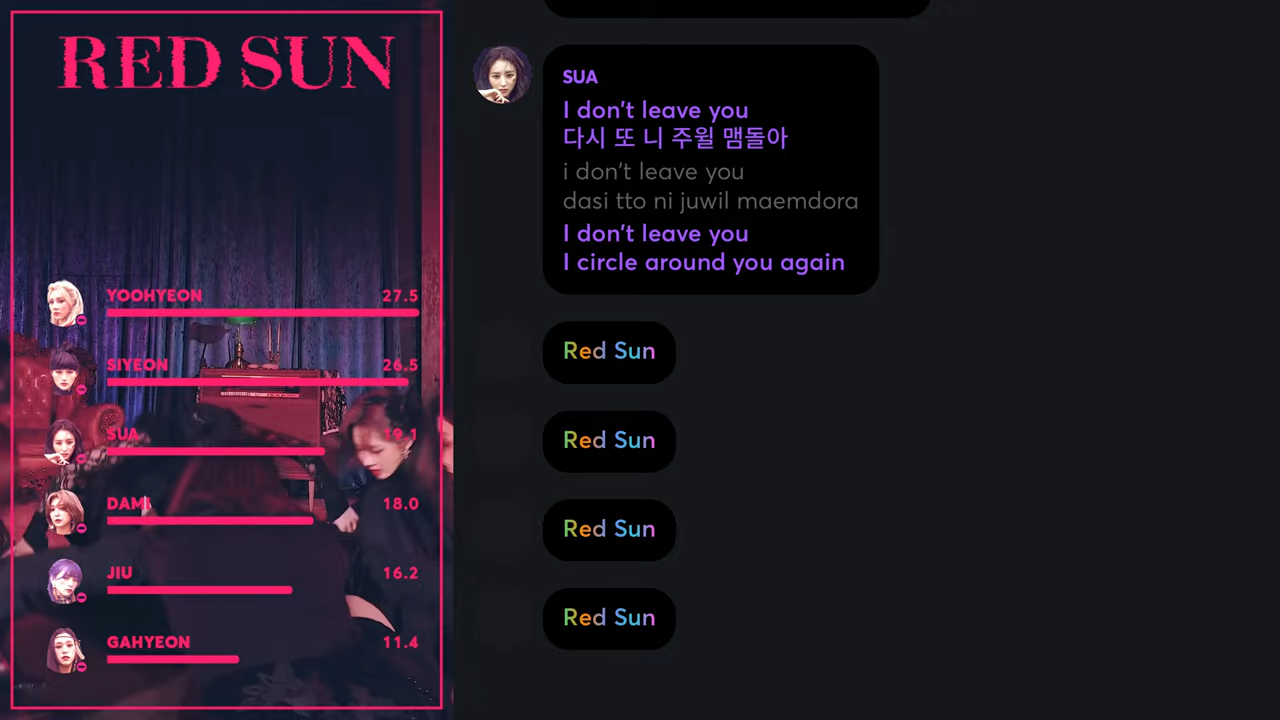 RED SUN
YOOHYEON 27.5
SIYEON 26.5
SUA 19.1
DAMI 18.0
JIU 16.2
GAHYEON 11.4
SUA
I don't leave you
다시 또 니 주윌 맴돌아
i don't leave you
dasi tto ni juwil maemdora
I don't leave you
I circle around you again
Red Sun
Red Sun
Red Sun
Red Sun